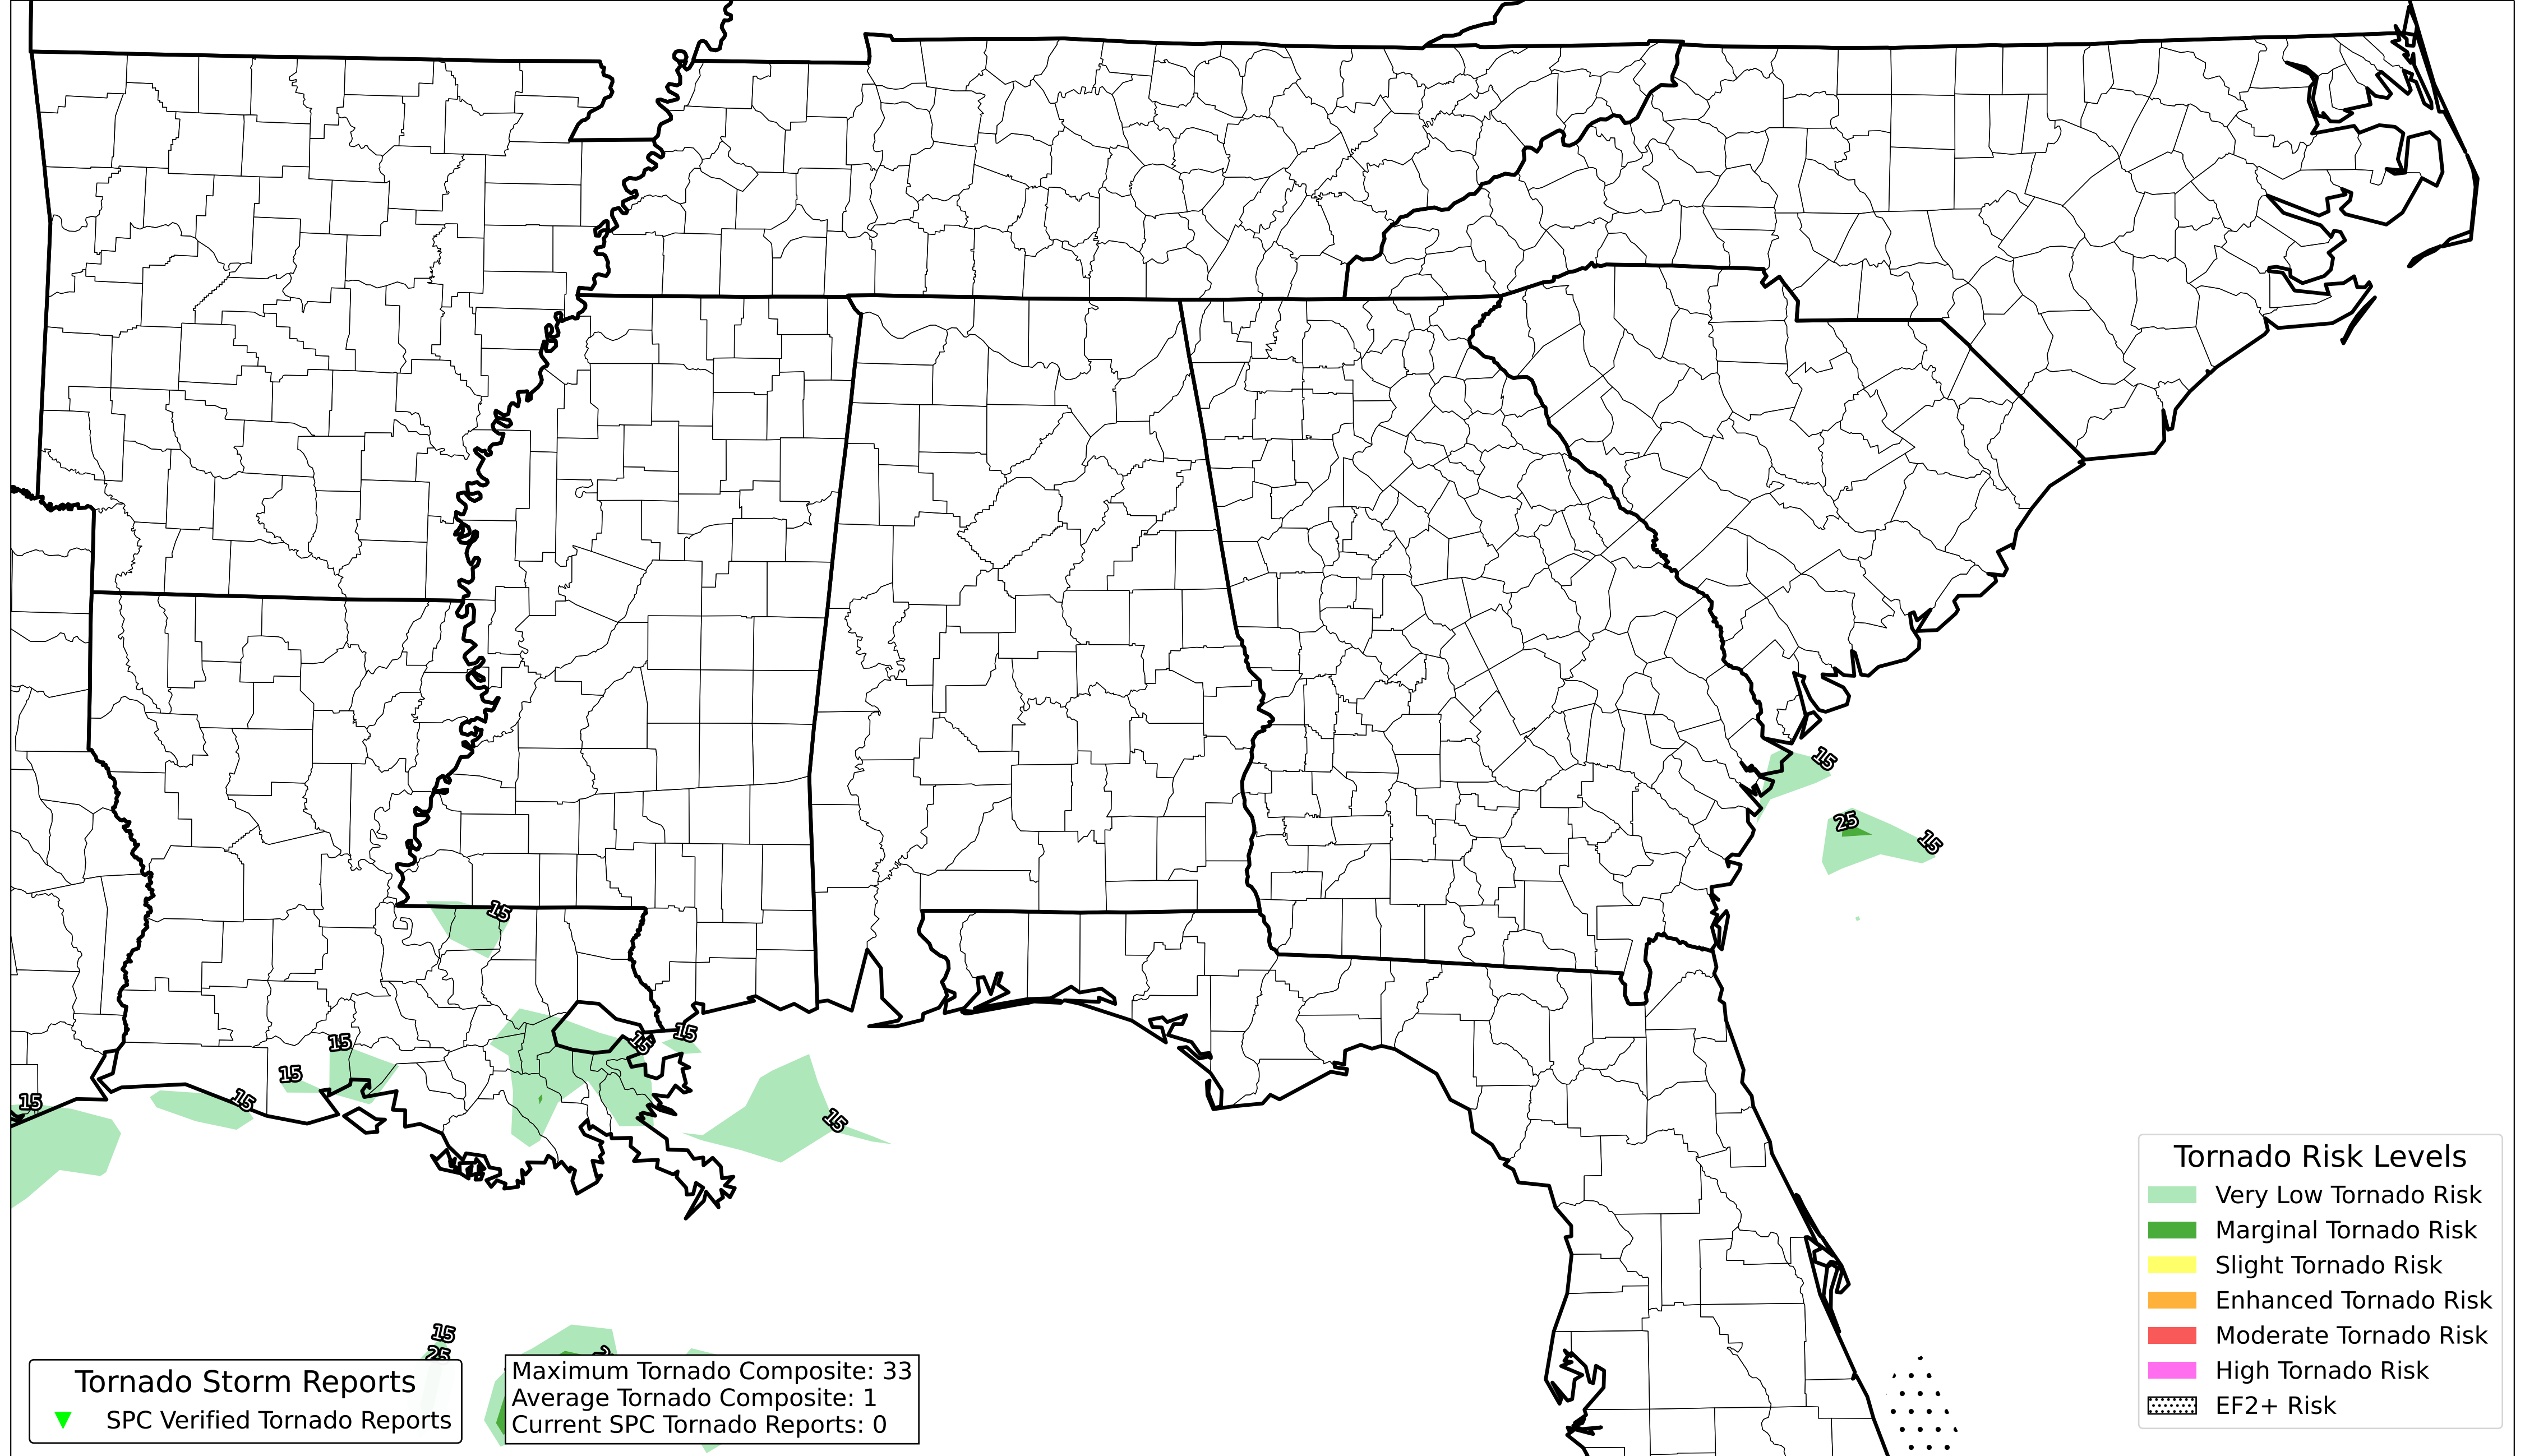 15
25
15
15
15
15
15
15
15
15
15
15
25
Tornado Storm Reports
SPC Verified Tornado Reports
Maximum Tornado Composite: 33
Average Tornado Composite: 1
Current SPC Tornado Reports: 0
Tornado Risk Levels
Very Low Tornado Risk
Marginal Tornado Risk
Slight Tornado Risk
Enhanced Tornado Risk
Moderate Tornado Risk
High Tornado Risk
EF2+ Risk